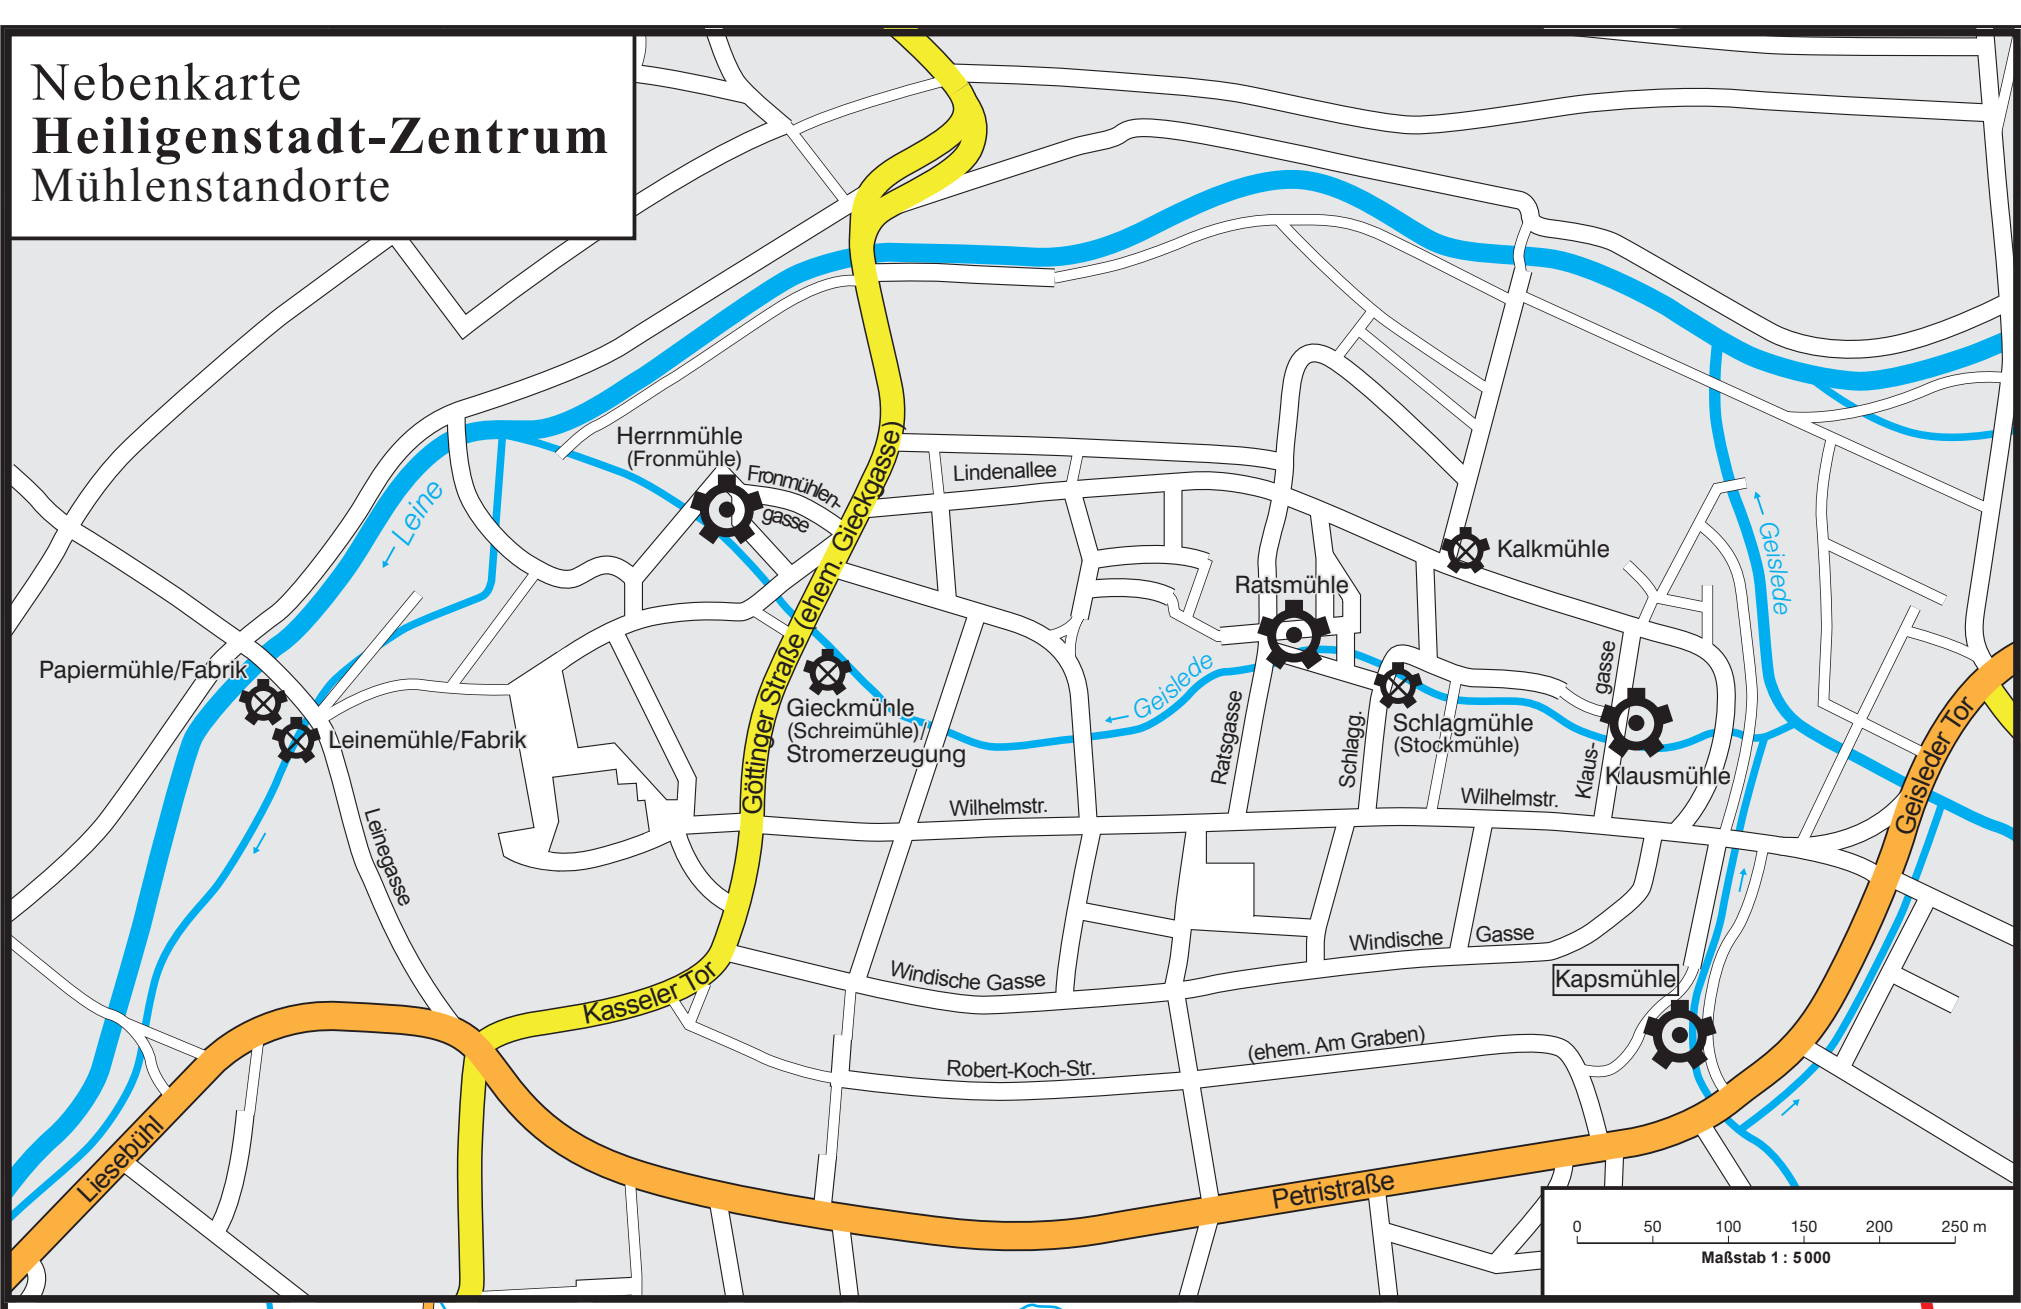 Nebenkarte
Heiligenstadt-Zentrum
Mühlenstandorte
Herrnmühle
(Fronmühle)
Fronmühlen-
gasse
Lindenallee
← Leine
Göttinger Straße (ehem. Gieckgasse)
Kalkmühle
← Geislede
Ratsmühle
Papiermühle/Fabrik
Leinemühle/Fabrik
Gieckmühle
(Schreimühle)/
Stromerzeugung
← Geislede
Ratsgasse
Schlagg.
Schlagmühle
(Stockmühle)
Klaus-
gasse
Klausmühle
Geisleder Tor
Leinegasse
Wilhelmstr.
Wilhelmstr.
Windische Gasse
Windische Gasse
Kasseler Tor
Kapsmühle
Robert-Koch-Str.
(ehem. Am Graben)
Liesebühl
Petristraße
0 50 100 150 200 250 m
Maßstab 1 : 5000